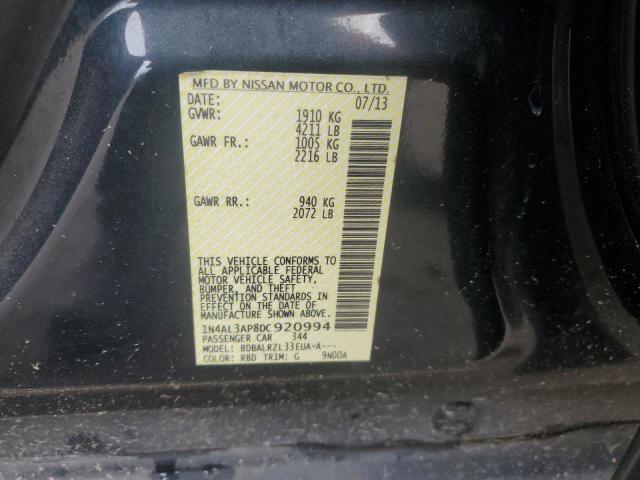 MFD BY NISSAN MOTOR CO., LTD.
DATE: 07/13
GVWR: 1910 KG
4211 LB
GAWR FR.: 1005 KG
2216 LB
GAWR RR.: 940 KG
2072 LB
THIS VEHICLE CONFORMS TO
ALL APPLICABLE FEDERAL
MOTOR VEHICLE SAFETY,
BUMPER, AND THEFT
PREVENTION STANDARDS
IN EFFECT ON THE DATE OF
MANUFACTURE SHOWN ABOVE.
1N4AL3AP8DC920994
PASSENGER CAR 344
MODEL: BDBALRZL33EUA-A---
COLOR: RBD TRIM: G 9N00A